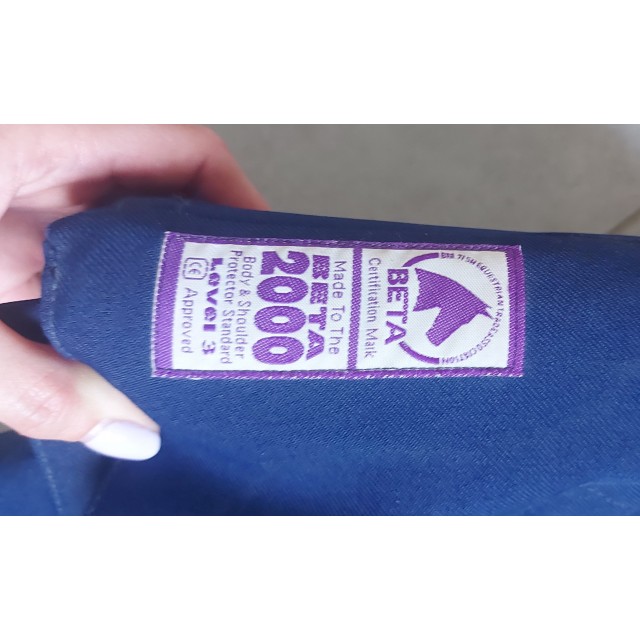 BRITISH EQUESTRIAN TRADE ASSOCIATION
BETA
Certification Mark
Made To The
BETA
2000
Body & Shoulder
Protector Standard
Level 3
CE Approved